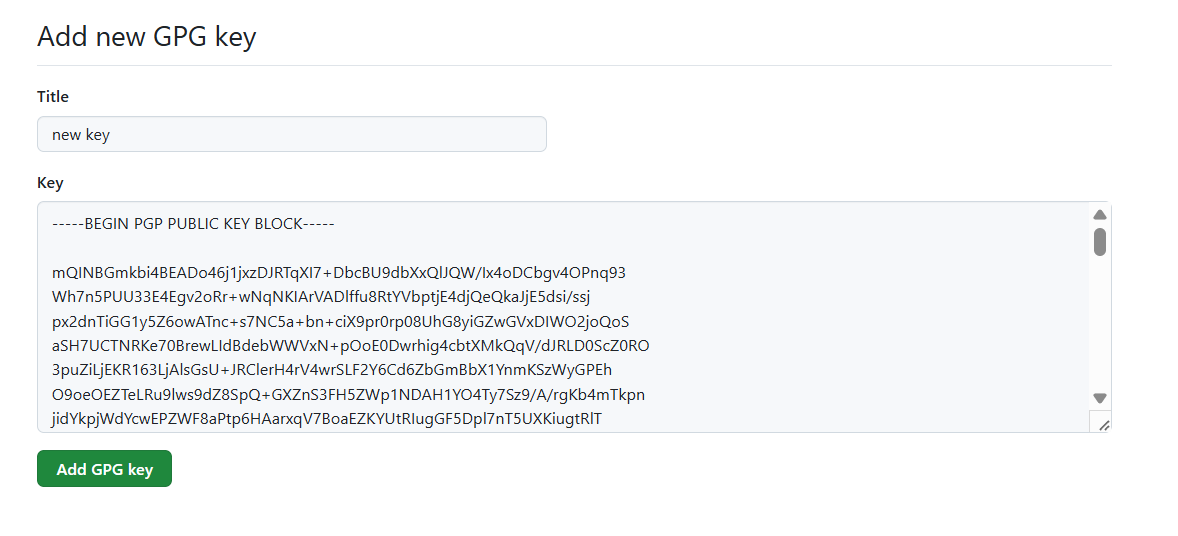 Add new GPG key
Title
new key
Key
-----BEGIN PGP PUBLIC KEY BLOCK-----
mQINBGmkbi4BEADo46j1jxzDJRTqXI7+DbcBU9dbXxQlJQW/Ix4oDCbgv4OPnq93
Wh7n5PUU33E4Egv2oRr+wNqNKIArVADlffu8RtYVbptjE4djQeQkaJjE5dsi/ssj
px2dnTiGG1y5Z6owATnc+s7NC5a+bn+ciX9pr0rp08UhG8yiGZwGVxDIWO2joQoS
aSH7UCTNRKe70BrewLIdBdebWWVxN+pOoE0Dwrhig4cbtXMkQqV/dJRLD0ScZ0RO
3puZiLjEKR163LjAlsGsU+JRClerH4rV4wrSLF2Y6Cd6ZbGmBbX1YnmKSzWyGPEh
O9oeOEZTeLRu9lws9dZ8SpQ+GXZnS3FH5ZWp1NDAH1YO4Ty7Sz9/A/rgKb4mTkpn
jidYkpjWdYcwEPZWF8aPtp6HAarxqV7BoaEZKYUtRIugGF5Dpl7nT5UXKiugtRlT
Add GPG key